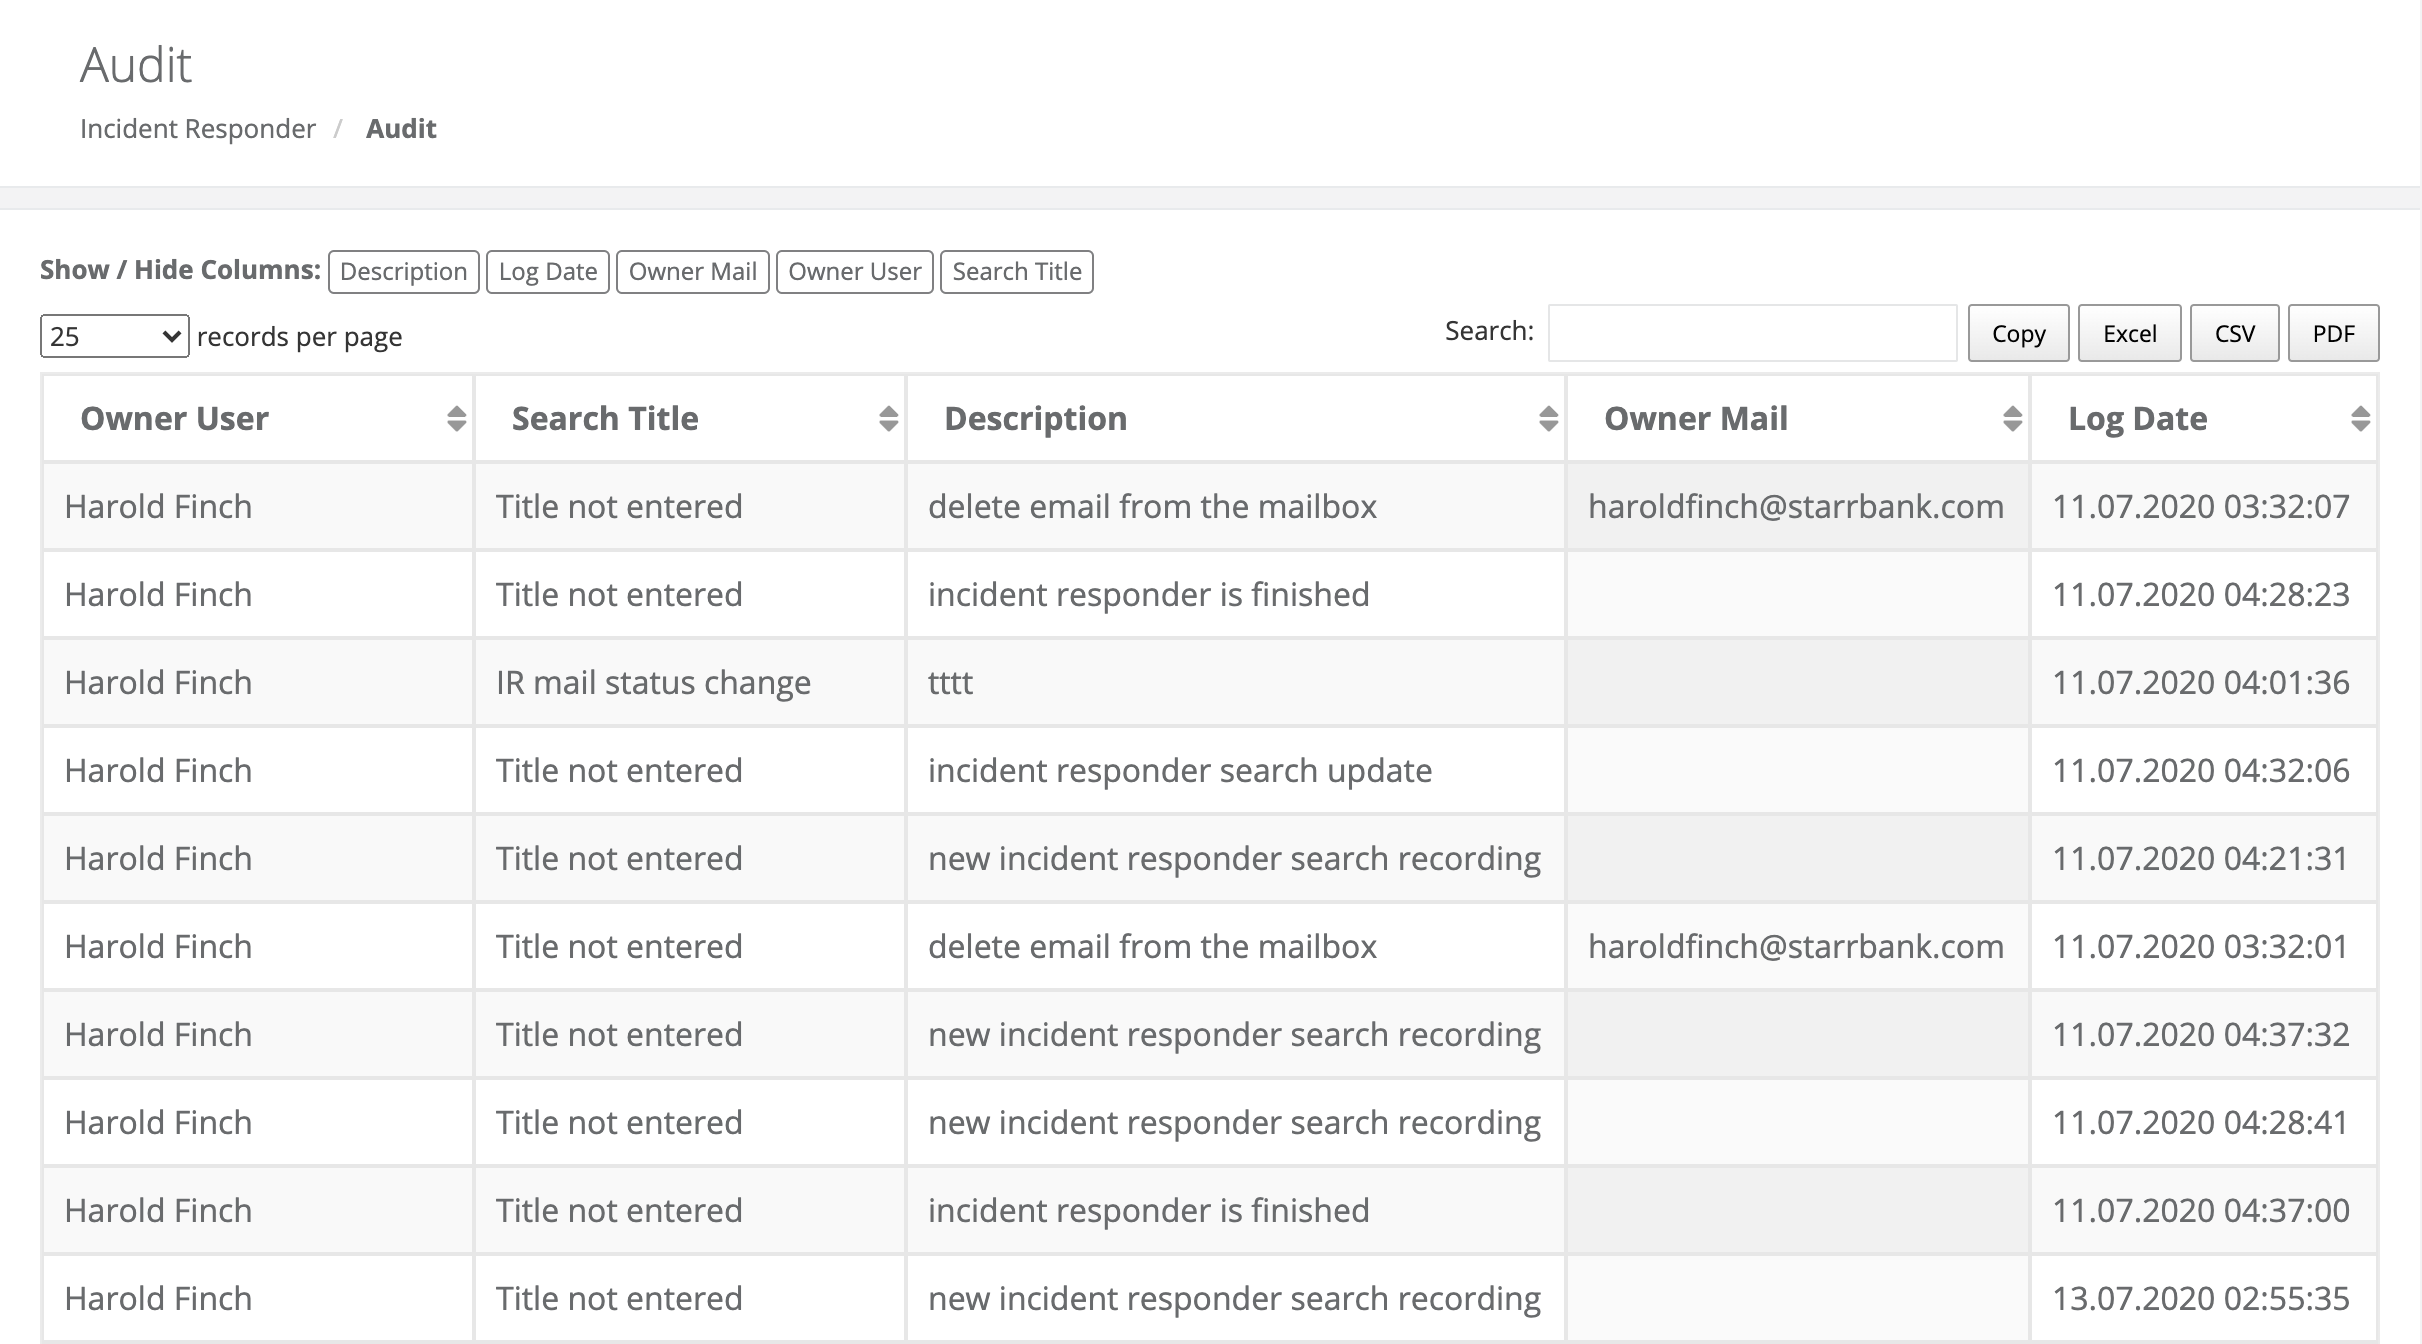 Audit
Incident Responder / Audit
Show / Hide Columns: Description Log Date Owner Mail Owner User Search Title
25 records per page Search: Copy Excel CSV PDF
Owner User Search Title Description Owner Mail Log Date
Harold Finch Title not entered delete email from the mailbox haroldfinch@starrbank.com 11.07.2020 03:32:07
Harold Finch Title not entered incident responder is finished 11.07.2020 04:28:23
Harold Finch IR mail status change tttt 11.07.2020 04:01:36
Harold Finch Title not entered incident responder search update 11.07.2020 04:32:06
Harold Finch Title not entered new incident responder search recording 11.07.2020 04:21:31
Harold Finch Title not entered delete email from the mailbox haroldfinch@starrbank.com 11.07.2020 03:32:01
Harold Finch Title not entered new incident responder search recording 11.07.2020 04:37:32
Harold Finch Title not entered new incident responder search recording 11.07.2020 04:28:41
Harold Finch Title not entered incident responder is finished 11.07.2020 04:37:00
Harold Finch Title not entered new incident responder search recording 13.07.2020 02:55:35